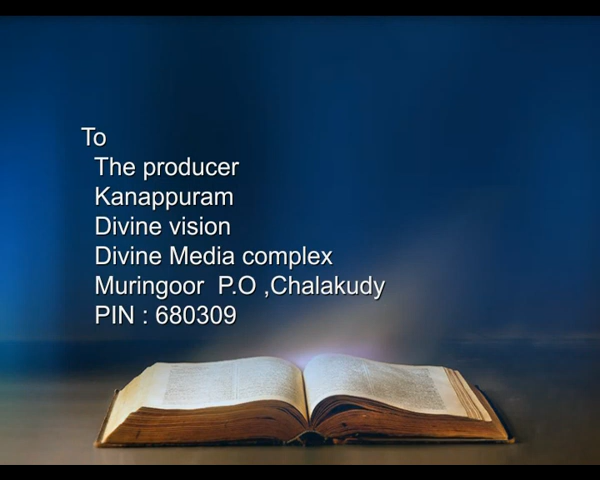 To
The producer
Kanappuram
Divine vision
Divine Media complex
Muringoor P.O ,Chalakudy
PIN : 680309